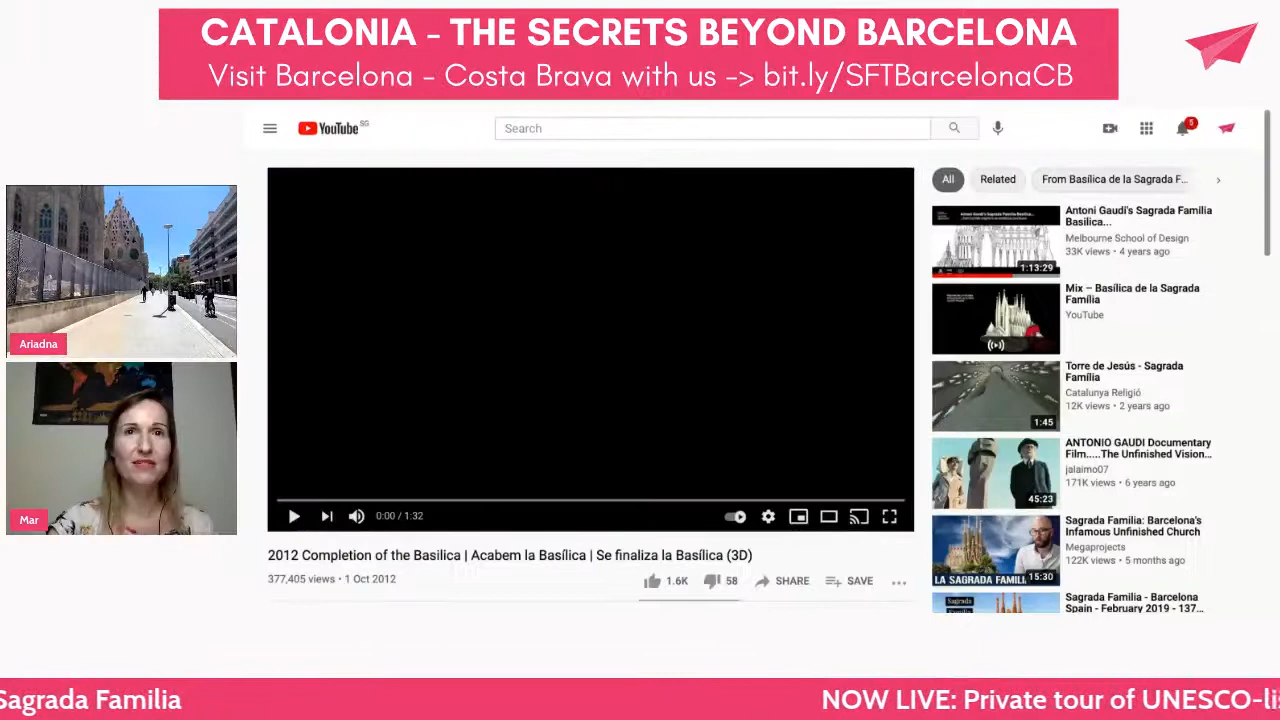 CATALONIA - THE SECRETS BEYOND BARCELONA
Visit Barcelona - Costa Brava with us -> bit.ly/SFTBarcelonaCB
YouTube SG
Search
5
All
Related
From Basílica de la Sagrada F...
Ariadna
Mar
0:00 / 1:32
2012 Completion of the Basilica | Acabem la Basílica | Se finaliza la Basílica (3D)
377,405 views • 1 Oct 2012
1.6K
58
SHARE
SAVE
Antoni Gaudí's Sagrada Família
Basilica...
Melbourne School of Design
33K views • 4 years ago
1:13:29
Mix – Basílica de la Sagrada
Família
YouTube
Torre de Jesús - Sagrada
Família
Catalunya Religió
12K views • 2 years ago
1:45
ANTONIO GAUDI Documentary
Film.....The Unfinished Vision...
jalaimo07
171K views • 6 years ago
45:23
Sagrada Familia: Barcelona's
Infamous Unfinished Church
Megaprojects
122K views • 5 months ago
LA SAGRADA FAMILI
15:30
Sagrada Família - Barcelona
Spain - February 2019 - 137...
Sagrada
Sagrada Familia
NOW LIVE: Private tour of UNESCO-lis